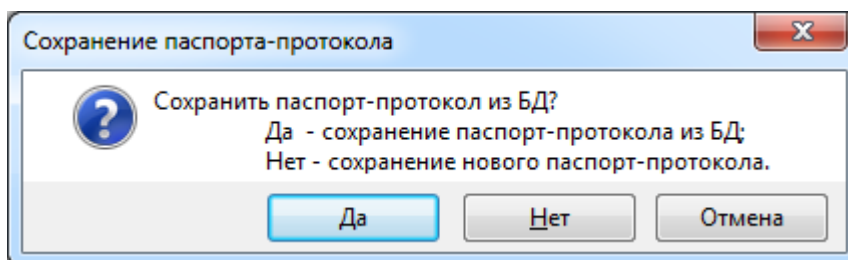 Сохранение паспорта-протокола
Сохранить паспорт-протокол из БД?
Да - сохранение паспорт-протокола из БД;
Нет - сохранение нового паспорт-протокола.
Да Нет Отмена